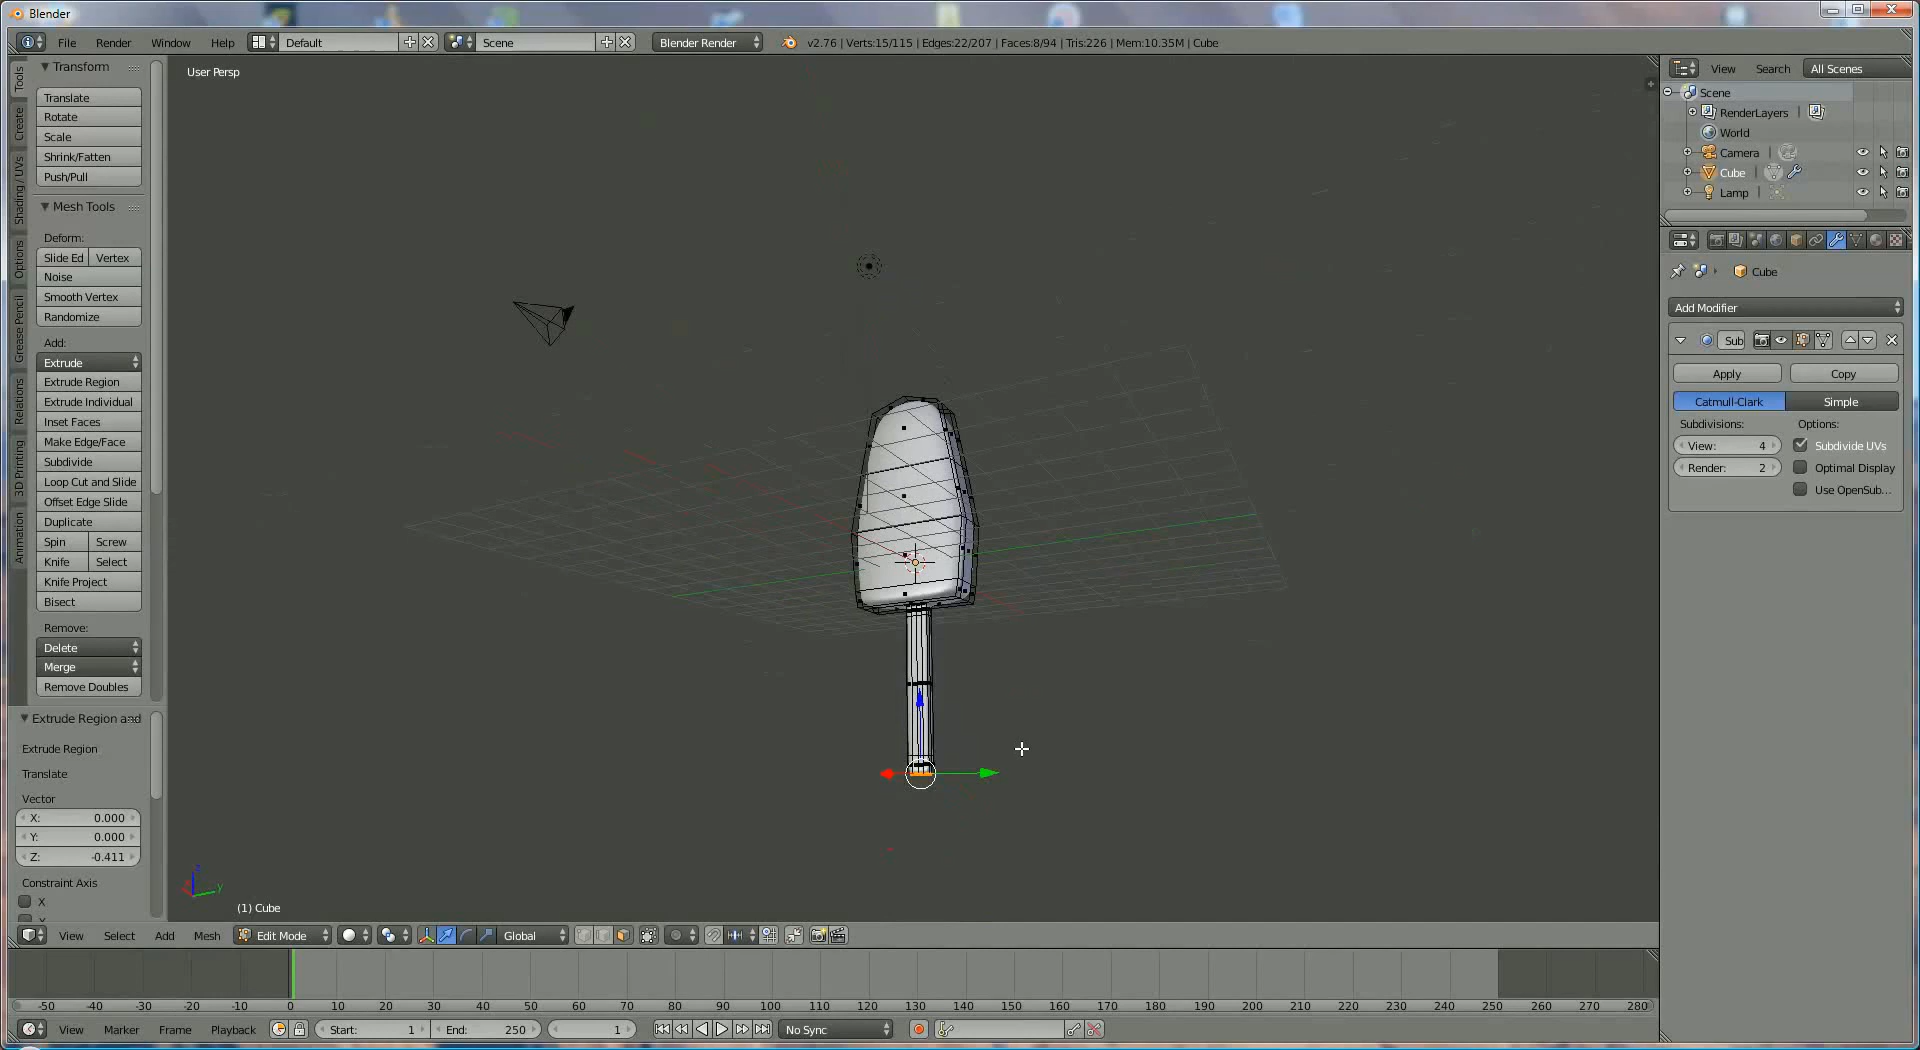 Blender
File Render Window Help Default Scene Blender Render v2.76 | Verts:15/115 | Edges:22/207 | Faces:8/94 | Tris:226 | Mem:10.35M | Cube
User Persp
Tools
Create
Shading / UVs
Options
Grease Pencil
Relations
3D Printing
Animation
Transform
Translate
Rotate
Scale
Shrink/Fatten
Push/Pull
Mesh Tools
Deform:
Slide Ed Vertex
Noise
Smooth Vertex
Randomize
Add:
Extrude
Extrude Region
Extrude Individual
Inset Faces
Make Edge/Face
Subdivide
Loop Cut and Slide
Offset Edge Slide
Duplicate
Spin Screw
Knife Select
Knife Project
Bisect
Remove:
Delete
Merge
Remove Doubles
Extrude Region and
Extrude Region
Translate
Vector
X: 0.000
Y: 0.000
Z: -0.411
Constraint Axis
X
z
y
(1) Cube
View Search All Scenes
Scene
RenderLayers
World
Camera
Cube
Lamp
Cube
Add Modifier
Sub
Apply Copy
Catmull-Clark Simple
Subdivisions: Options:
View: 4 Subdivide UVs
Render: 2 Optimal Display
Use OpenSub...
View Select Add Mesh Edit Mode Global
-50 -40 -30 -20 -10 0 10 20 30 40 50 60 70 80 90 100 110 120 130 140 150 160 170 180 190 200 210 220 230 240 250 260 270 280
View Marker Frame Playback Start: 1 End: 250 1 No Sync